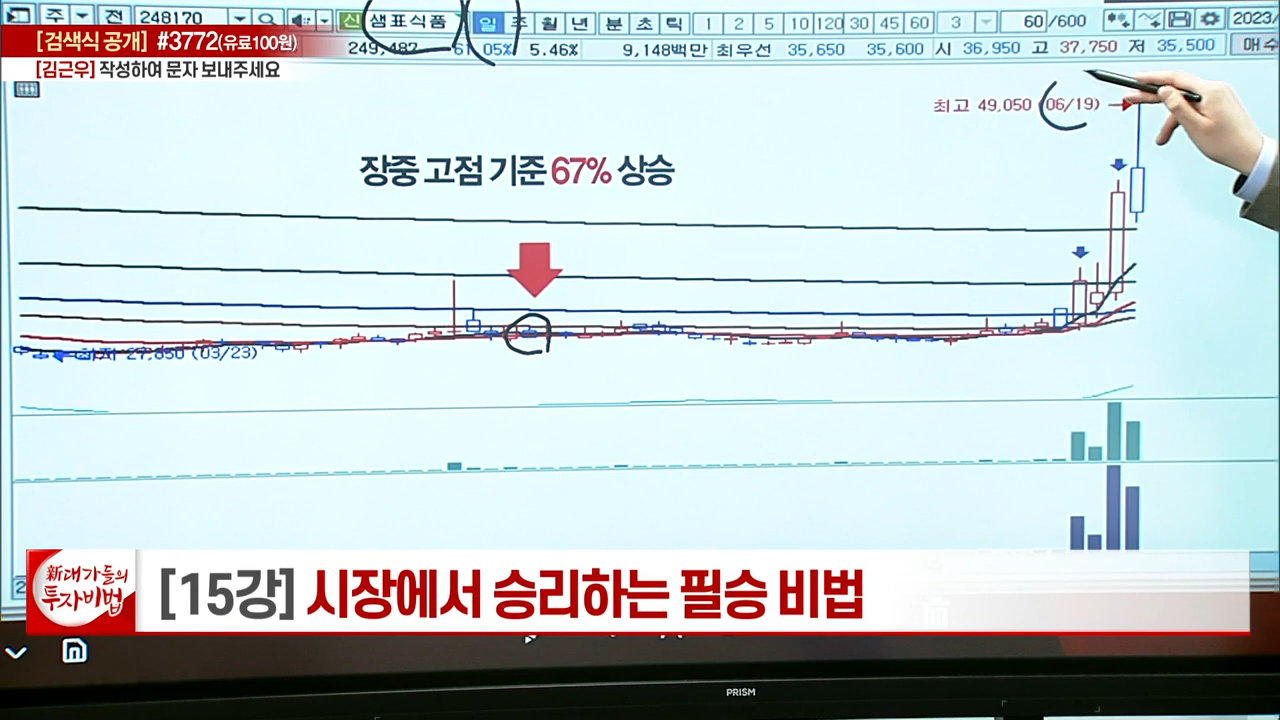 주 전 248170 신 샘표식품 일 주 월 년 분 초 틱 1 2 5 10 120 30 45 60 3 60 /600 2023/
[검색식 공개] #3772(유료100원)
249,487 61.05% 5.46% 9,148백만 최우선 35,650 35,600 시 36,950 고 37,750 저 35,500 매수
[김근우] 작성하여 문자 보내주세요
최고 49,050 (06/19)
장중 고점 기준 67% 상승
27,850 (03/23)
新대가들의
투자비법
[15강] 시장에서 승리하는 필승 비법
PRISM